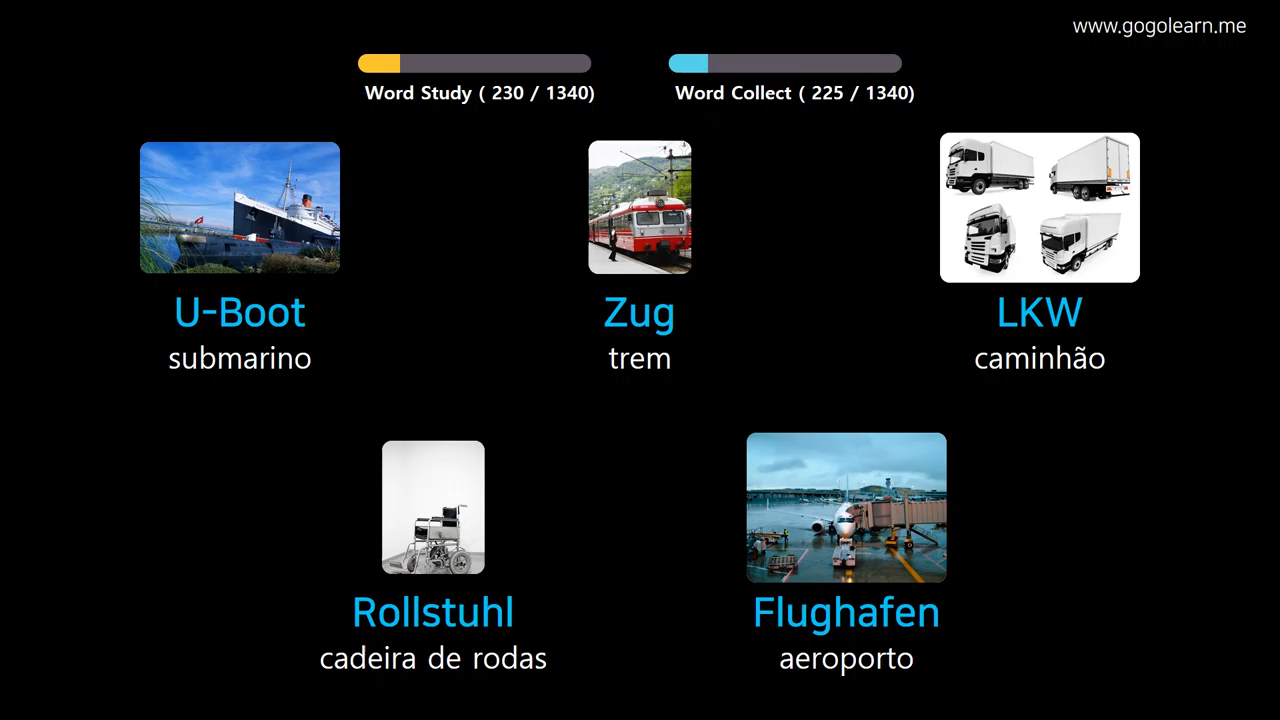 www.gogolearn.me
Word Study ( 230 / 1340)
Word Collect ( 225 / 1340)
U-Boot
submarino
Zug
trem
LKW
caminhão
Rollstuhl
cadeira de rodas
Flughafen
aeroporto